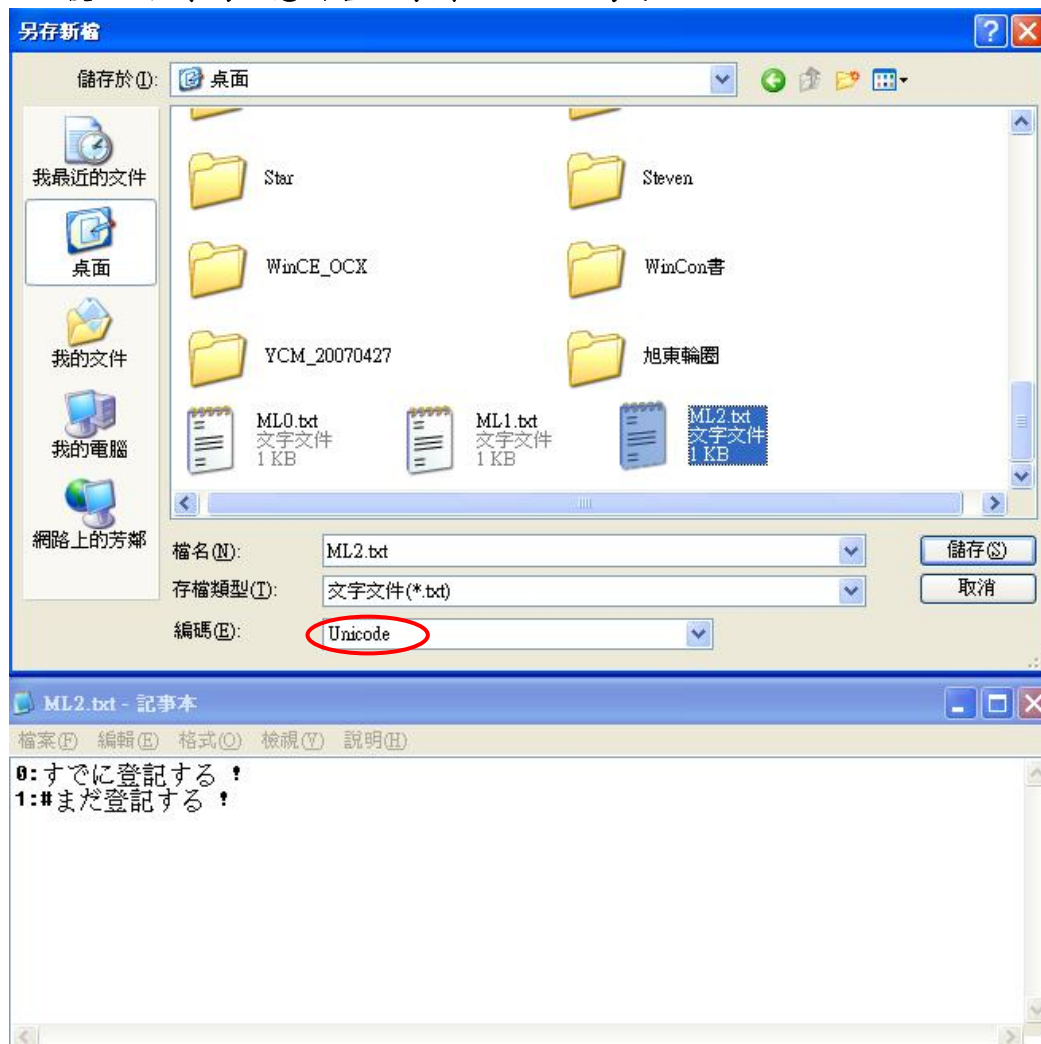 另存新檔
儲存於(I): 桌面
我最近的文件
桌面
我的文件
我的電腦
網路上的芳鄰
Star
Steven
WinCE_OCX
WinCon書
YCM_20070427
旭東輪圈
ML0.txt
文字文件
1 KB
ML1.txt
文字文件
1 KB
ML2.txt
文字文件
1 KB
檔名(N): ML2.txt 儲存(S)
存檔類型(T): 文字文件(*.txt) 取消
編碼(E): Unicode
ML2.txt - 記事本
檔案(F) 編輯(E) 格式(O) 檢視(V) 說明(H)
0:すでに登記する！
1:#まだ登記する！